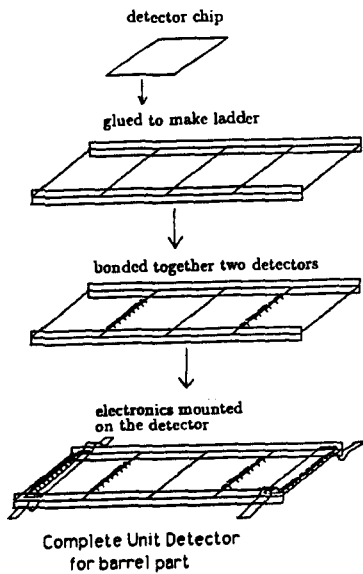 detector chip
glued to make ladder
bonded together two detectors
electronics mounted
on the detector
Complete Unit Detector
for barrel part